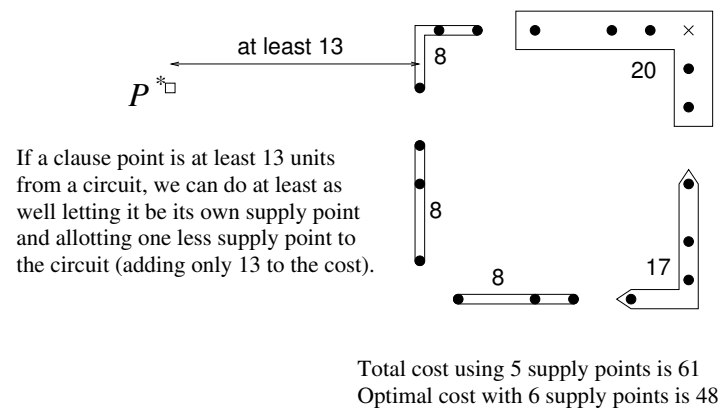 at least 13
8
20
P*
If a clause point is at least 13 units
from a circuit, we can do at least as
well letting it be its own supply point
and allotting one less supply point to
the circuit (adding only 13 to the cost).
8
8
17
Total cost using 5 supply points is 61
Optimal cost with 6 supply points is 48